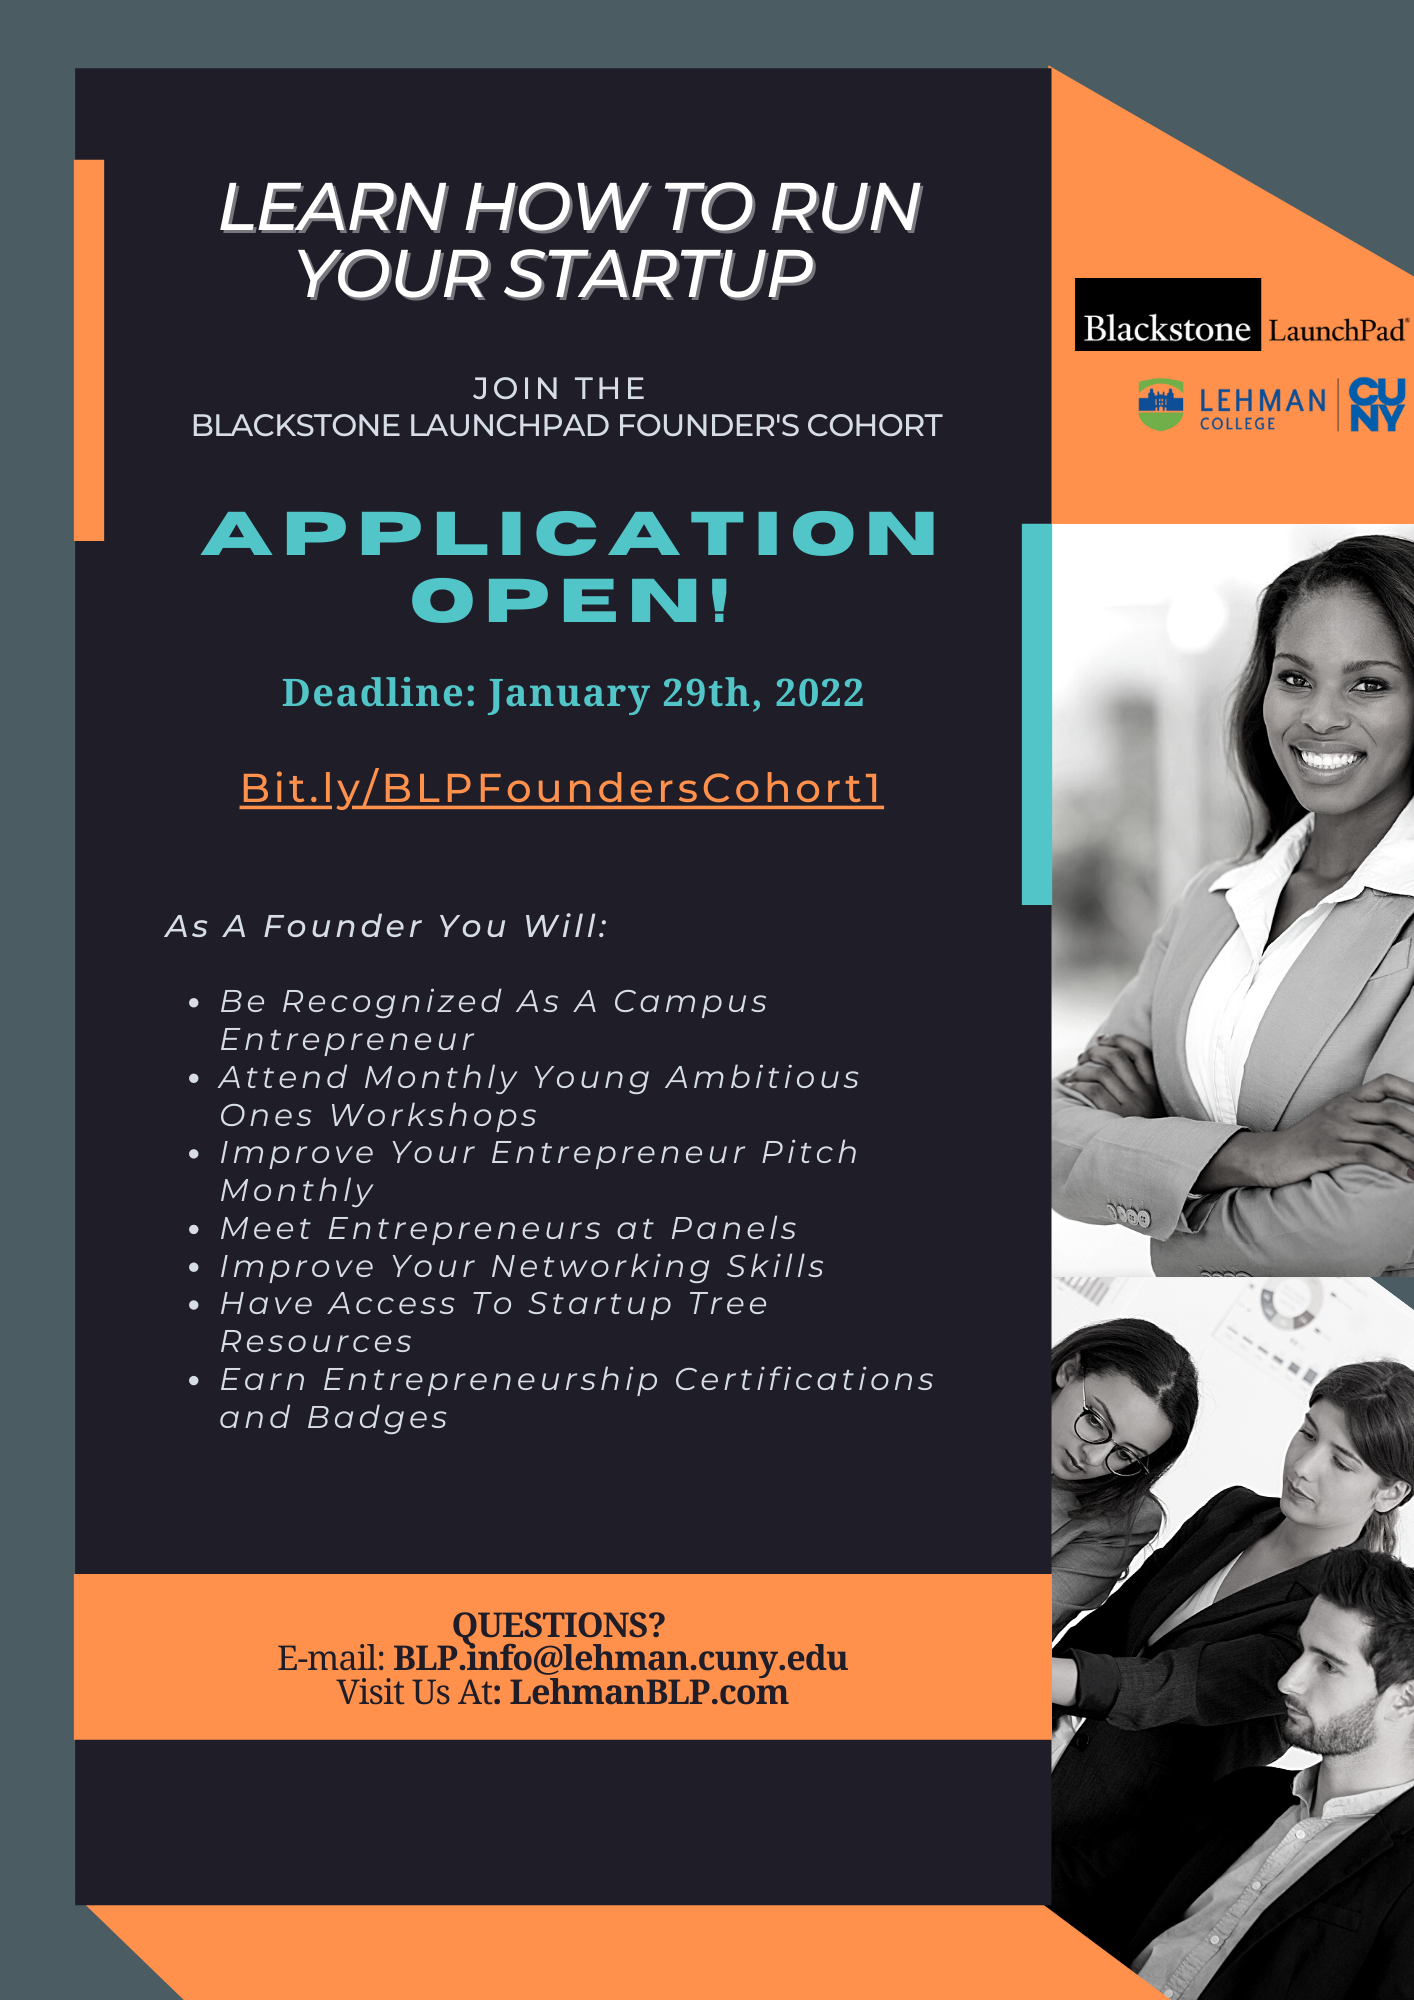 LEARN HOW TO RUN
YOUR STARTUP
JOIN THE
BLACKSTONE LAUNCHPAD FOUNDER'S COHORT
APPLICATION
OPEN!
Deadline: January 29th, 2022
Bit.ly/BLPFoundersCohort1
As A Founder You Will:
• Be Recognized As A Campus
Entrepreneur
• Attend Monthly Young Ambitious
Ones Workshops
• Improve Your Entrepreneur Pitch
Monthly
• Meet Entrepreneurs at Panels
• Improve Your Networking Skills
• Have Access To Startup Tree
Resources
• Earn Entrepreneurship Certifications
and Badges
QUESTIONS?
E-mail: BLP.info@lehman.cuny.edu
Visit Us At: LehmanBLP.com
Blackstone LaunchPad®
LEHMAN
COLLEGE
CU
NY